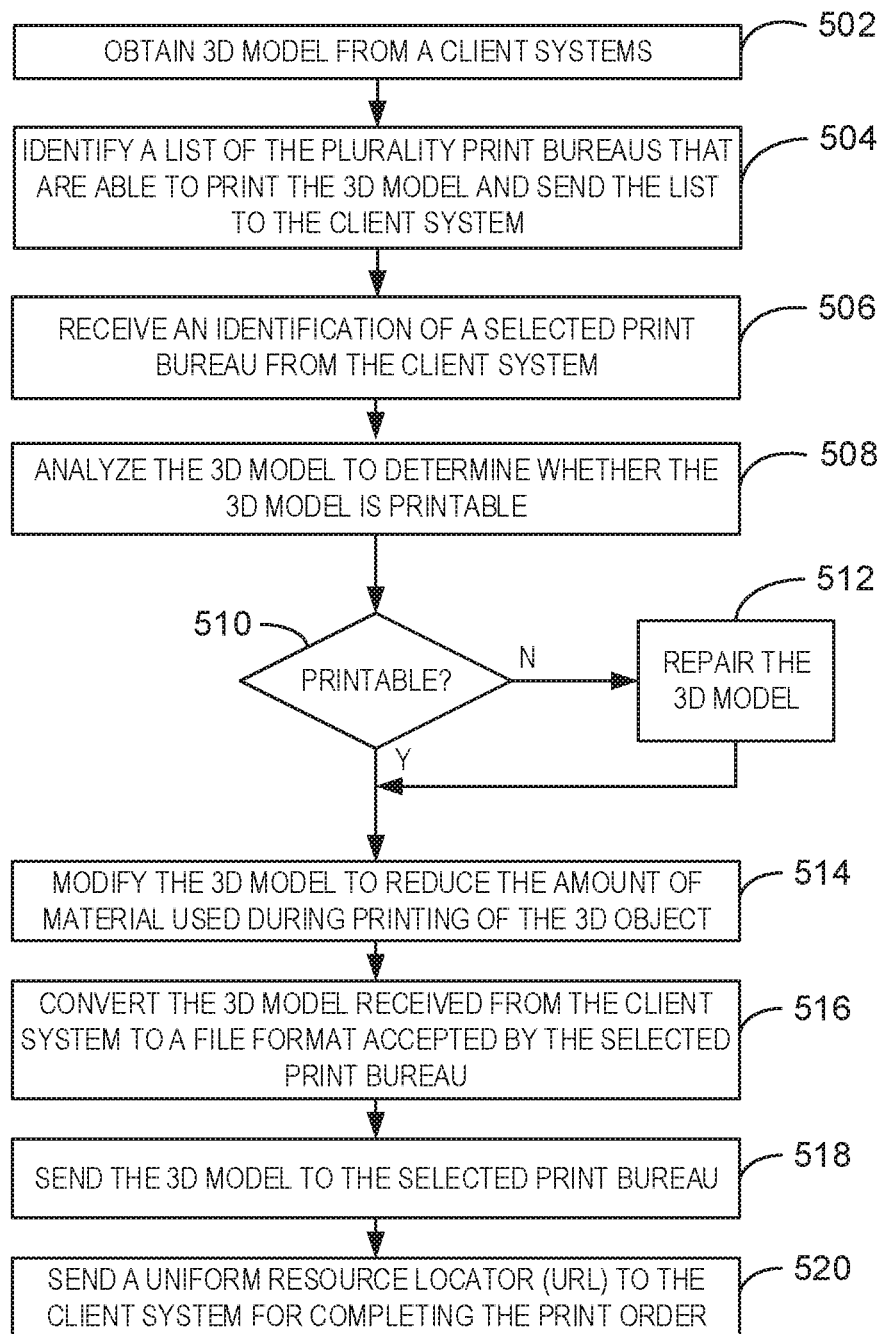 502
OBTAIN 3D MODEL FROM A CLIENT SYSTEMS
504
IDENTIFY A LIST OF THE PLURALITY PRINT BUREAUS THAT
ARE ABLE TO PRINT THE 3D MODEL AND SEND THE LIST
TO THE CLIENT SYSTEM
506
RECEIVE AN IDENTIFICATION OF A SELECTED PRINT
BUREAU FROM THE CLIENT SYSTEM
508
ANALYZE THE 3D MODEL TO DETERMINE WHETHER THE
3D MODEL IS PRINTABLE
510
PRINTABLE?
N
512
REPAIR THE
3D MODEL
Y
514
MODIFY THE 3D MODEL TO REDUCE THE AMOUNT OF
MATERIAL USED DURING PRINTING OF THE 3D OBJECT
516
CONVERT THE 3D MODEL RECEIVED FROM THE CLIENT
SYSTEM TO A FILE FORMAT ACCEPTED BY THE SELECTED
PRINT BUREAU
518
SEND THE 3D MODEL TO THE SELECTED PRINT BUREAU
520
SEND A UNIFORM RESOURCE LOCATOR (URL) TO THE
CLIENT SYSTEM FOR COMPLETING THE PRINT ORDER